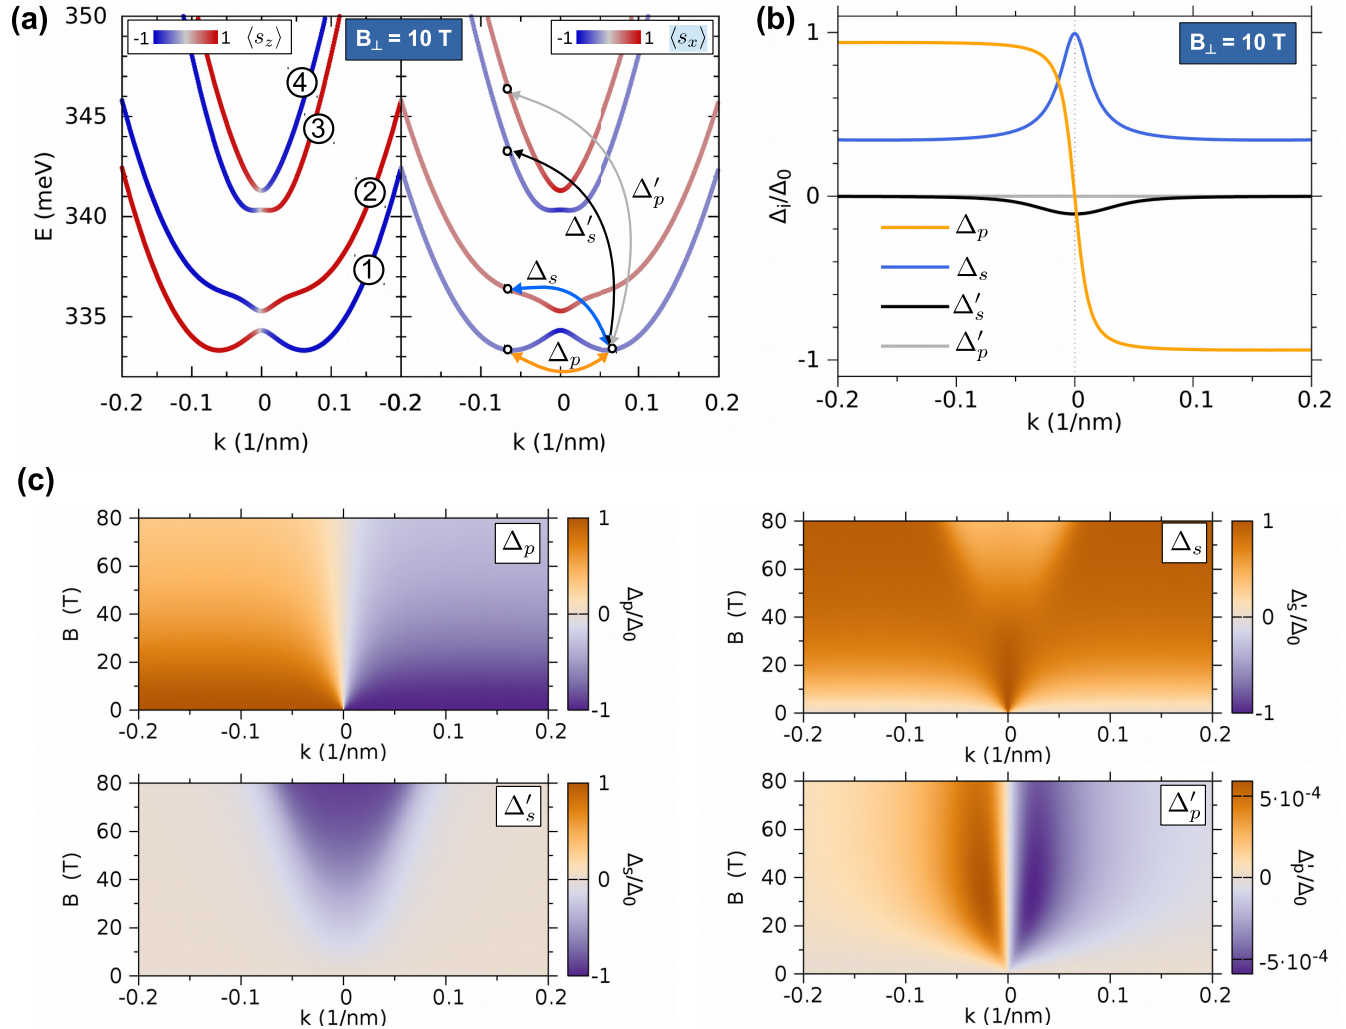 (a)
350
345
340
335
E (meV)
-1 1 ⟨s_z⟩
B⊥ = 10 T
-1 1 ⟨s_x⟩
4
3
2
1
Δ′_p
Δ′_s
Δ_s
Δ_p
-0.2 -0.1 0 0.1 -0.2 -0.1 0 0.1 0.2
k (1/nm) k (1/nm)
(b)
1
0
-1
Δ_i/Δ_0
B⊥ = 10 T
Δ_p
Δ_s
Δ′_s
Δ′_p
-0.2 -0.1 0 0.1 0.2
k (1/nm)
(c)
80
60
40
20
0
B (T)
Δ_p
1
0
-1
Δ_p/Δ_0
-0.2 -0.1 0 0.1 0.2
k (1/nm)
80
60
40
20
0
B (T)
Δ_s
1
0
-1
Δ'_s/Δ_0
-0.2 -0.1 0 0.1 0.2
k (1/nm)
80
60
40
20
0
B (T)
Δ′_s
1
0
-1
Δ_s/Δ_0
-0.2 -0.1 0 0.1 0.2
k (1/nm)
80
60
40
20
0
B (T)
Δ′_p
5·10⁻⁴
0
-5·10⁻⁴
Δ'_p/Δ_0
-0.2 -0.1 0 0.1 0.2
k (1/nm)